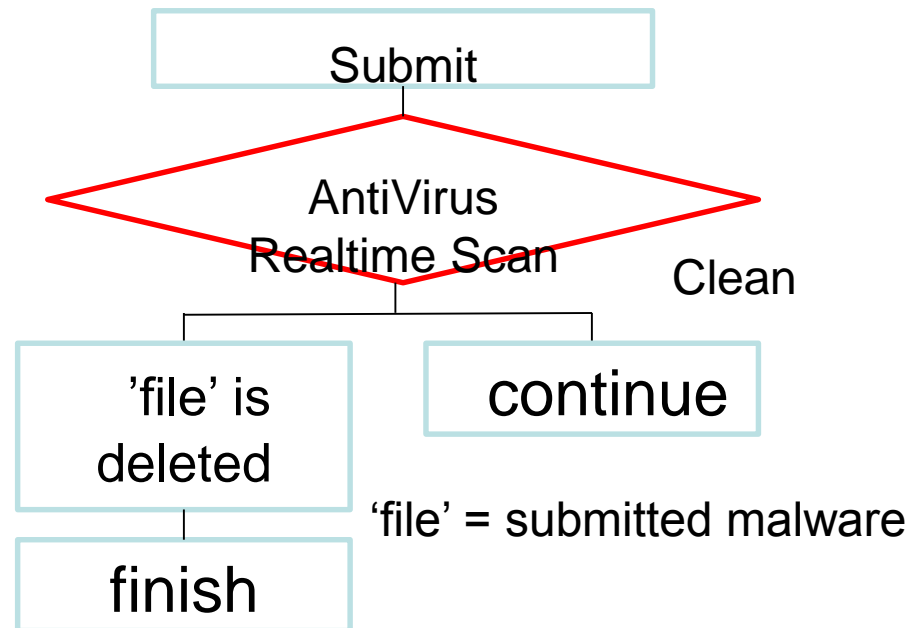 Submit
AntiVirus
Realtime Scan
Clean
’file’ is
deleted
continue
‘file’ = submitted malware
finish